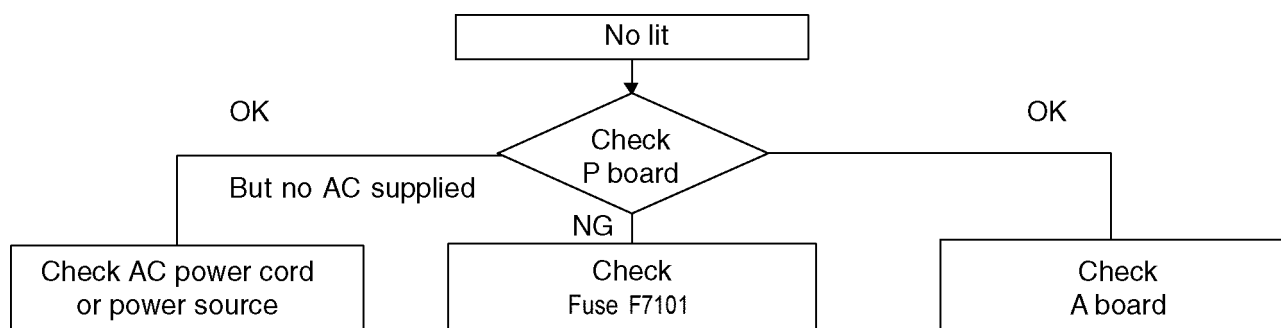 No lit
OK
OK
Check
P board
But no AC supplied
NG
Check AC power cord
or power source
Check
Fuse F7101
Check
A board